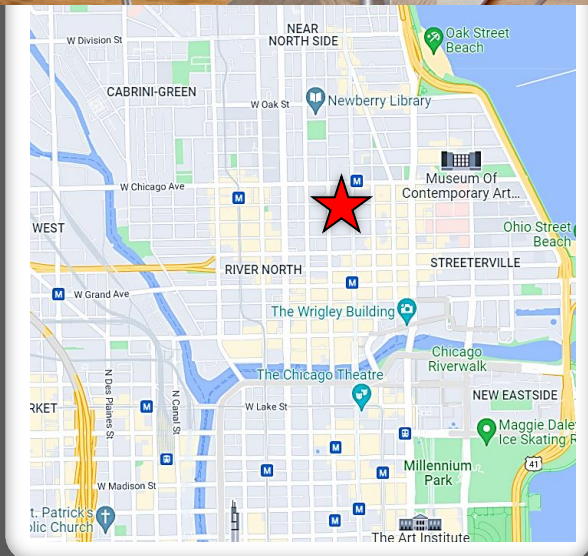 NEAR
NORTH SIDE
Oak Street
Beach
W Division St
CABRINI-GREEN
W Oak St
Newberry Library
M
Museum Of
Contemporary Art...
W Chicago Ave
M
WEST
Ohio Street
Beach
RIVER NORTH
STREETERVILLE
M
M
W Grand Ave
The Wrigley Building
Chicago
Riverwalk
The Chicago Theatre
N Des Plaines St
N Canal St
NEW EASTSIDE
RKET
M
W Lake St
Maggie Daley
Ice Skating R
M
41
M
M
Millennium
Park
W Madison St
M
t. Patrick's
olic Church
M
The Art Institute